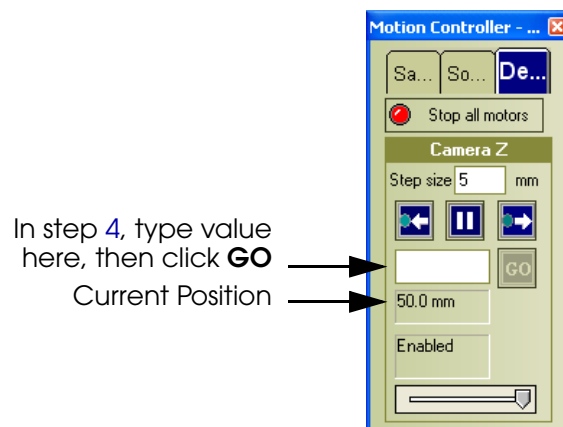 Motion Controller - ...
Sa... So... De...
Stop all motors
Camera Z
Step size 5 mm
In step 4, type value
here, then click GO
GO
Current Position
50.0 mm
Enabled